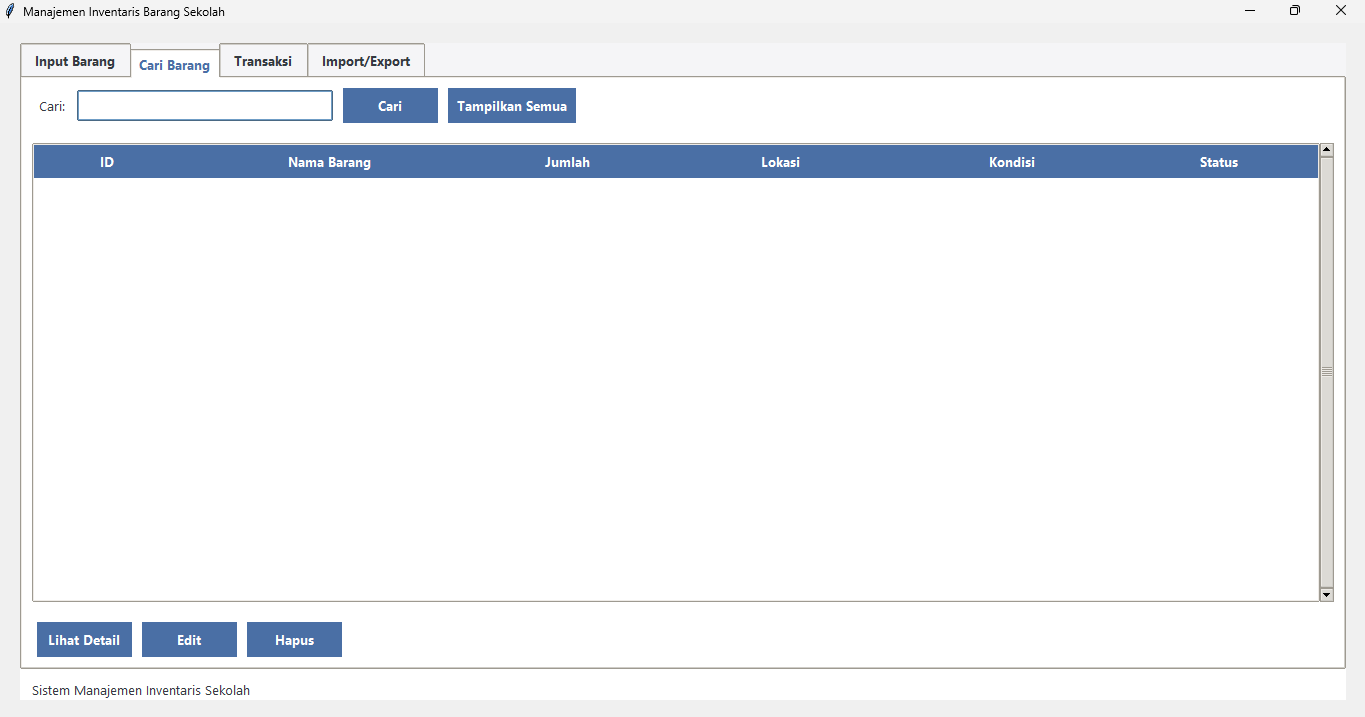 Manajemen Inventaris Barang Sekolah
Input Barang Cari Barang Transaksi Import/Export
Cari: Cari Tampilkan Semua
ID Nama Barang Jumlah Lokasi Kondisi Status
Lihat Detail Edit Hapus
Sistem Manajemen Inventaris Sekolah